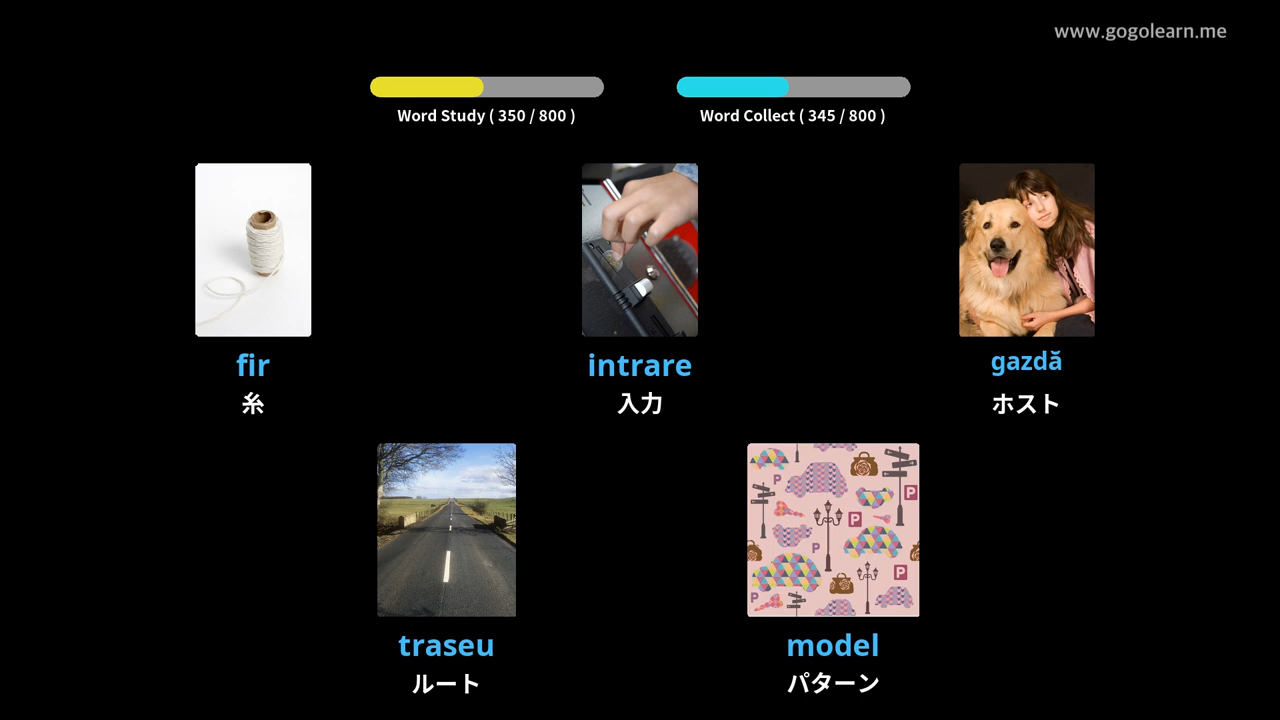 www.gogolearn.me
Word Study ( 350 / 800 )
Word Collect ( 345 / 800 )
fir
糸
intrare
入力
gazdă
ホスト
P
P
P
P
P
P
traseu
ルート
model
パターン